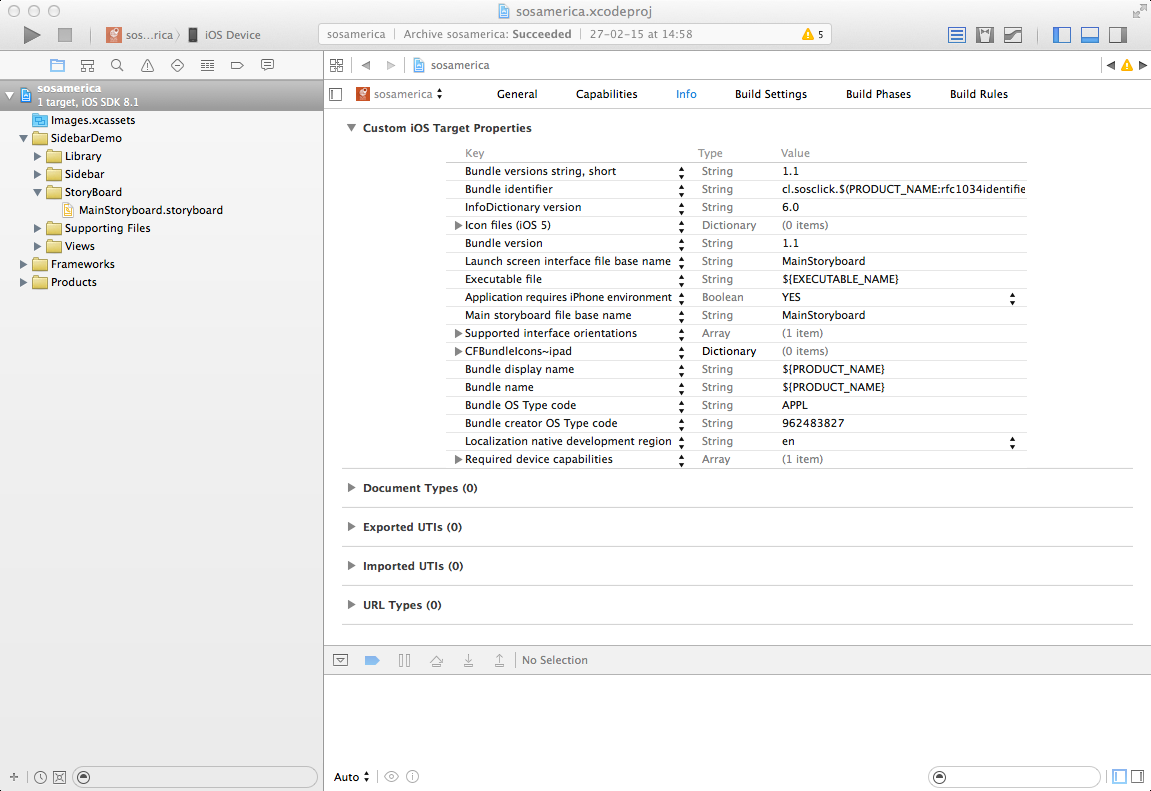 sosamerica.xcodeproj
sos...rica iOS Device
sosamerica Archive sosamerica: Succeeded 27-02-15 at 14:58 5
sosamerica
sosamerica
1 target, iOS SDK 8.1
sosamerica General Capabilities Info Build Settings Build Phases Build Rules
Images.xcassets
SidebarDemo
Library
Sidebar
StoryBoard
MainStoryboard.storyboard
Supporting Files
Views
Frameworks
Products
Custom iOS Target Properties
Key Type Value
Bundle versions string, short String 1.1
Bundle identifier String cl.sosclick.$(PRODUCT_NAME:rfc1034identifie
InfoDictionary version String 6.0
Icon files (iOS 5) Dictionary (0 items)
Bundle version String 1.1
Launch screen interface file base name String MainStoryboard
Executable file String ${EXECUTABLE_NAME}
Application requires iPhone environment Boolean YES
Main storyboard file base name String MainStoryboard
Supported interface orientations Array (1 item)
CFBundleIcons~ipad Dictionary (0 items)
Bundle display name String ${PRODUCT_NAME}
Bundle name String ${PRODUCT_NAME}
Bundle OS Type code String APPL
Bundle creator OS Type code String 962483827
Localization native development region String en
Required device capabilities Array (1 item)
Document Types (0)
Exported UTIs (0)
Imported UTIs (0)
URL Types (0)
No Selection
Auto